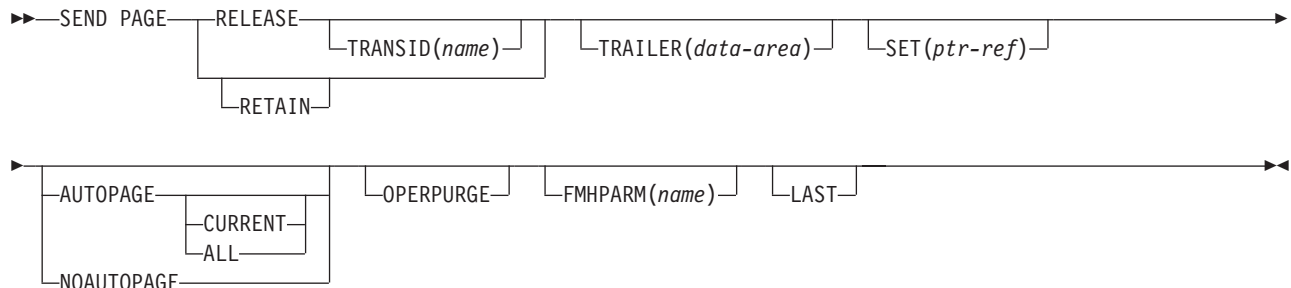 SEND PAGE RELEASE
TRANSID(name) TRAILER(data-area) SET(ptr-ref)
RETAIN
AUTOPAGE OPERPURGE FMHPARM(name) LAST
CURRENT
ALL
NOAUTOPAGE